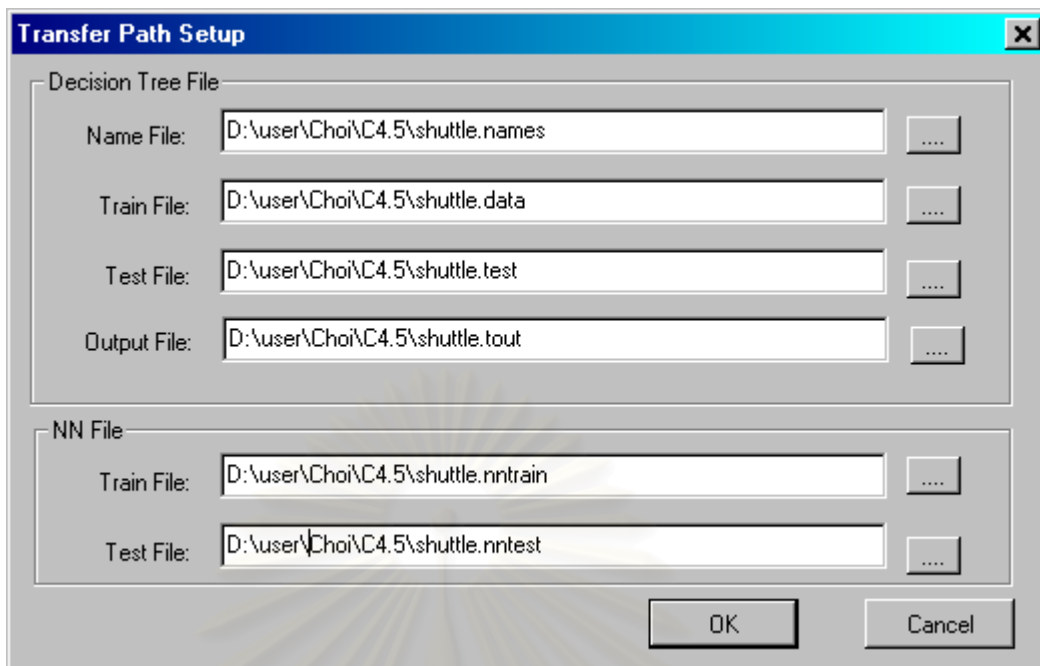 Transfer Path Setup
Decision Tree File
Name File: D:\user\Choi\C4.5\shuttle.names ....
Train File: D:\user\Choi\C4.5\shuttle.data ....
Test File: D:\user\Choi\C4.5\shuttle.test ....
Output File: D:\user\Choi\C4.5\shuttle.tout ....
NN File
Train File: D:\user\Choi\C4.5\shuttle.nntrain ....
Test File: D:\user\Choi\C4.5\shuttle.nntest ....
OK Cancel